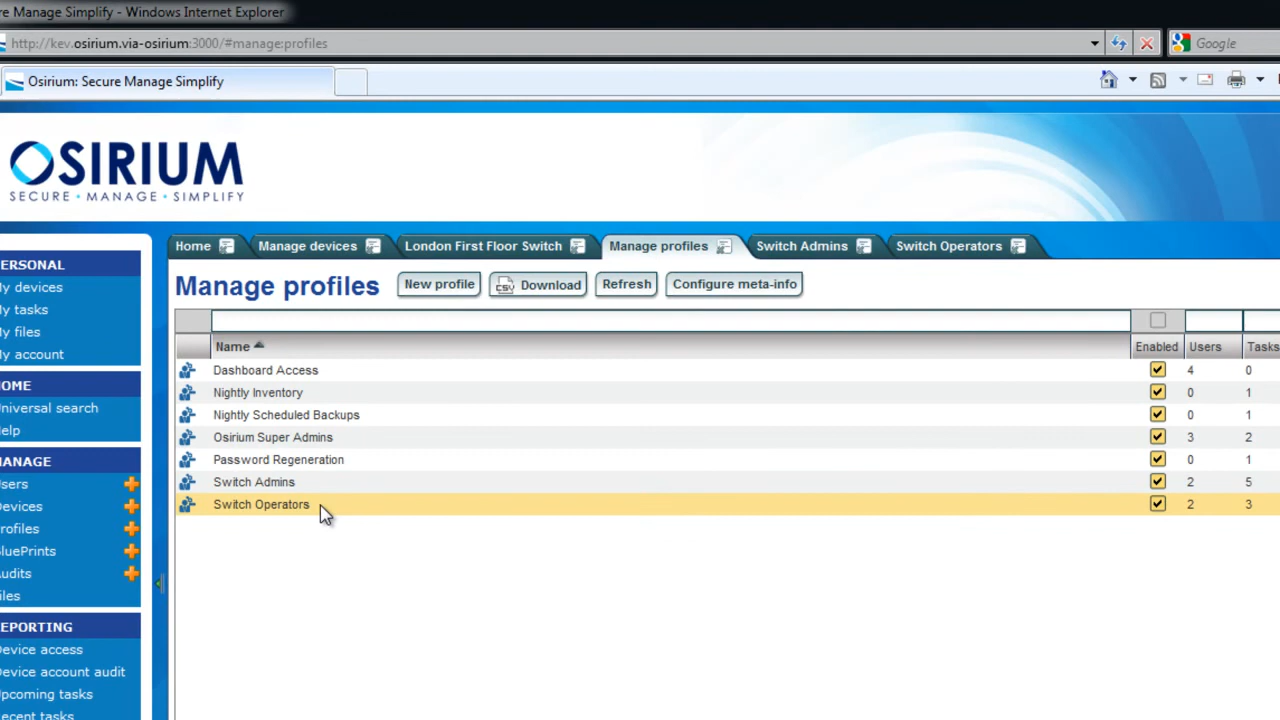 re Manage Simplify - Windows Internet Explorer
http://kev.osirium.via-osirium:3000/#manage:profiles
Google
Osirium: Secure Manage Simplify
OSIRIUM
SECURE • MANAGE • SIMPLIFY
Home
Manage devices
London First Floor Switch
Manage profiles
Switch Admins
Switch Operators
ERSONAL
y devices
y tasks
y files
y account
OME
niversal search
elp
ANAGE
sers
evices
rofiles
luePrints
udits
iles
EPORTING
evice access
evice account audit
pcoming tasks
ecent tasks
Manage profiles
New profile
CSV Download
Refresh
Configure meta-info
Name Enabled Users Tasks
Dashboard Access 4 0
Nightly Inventory 0 1
Nightly Scheduled Backups 0 1
Osirium Super Admins 3 2
Password Regeneration 0 1
Switch Admins 2 5
Switch Operators 2 3